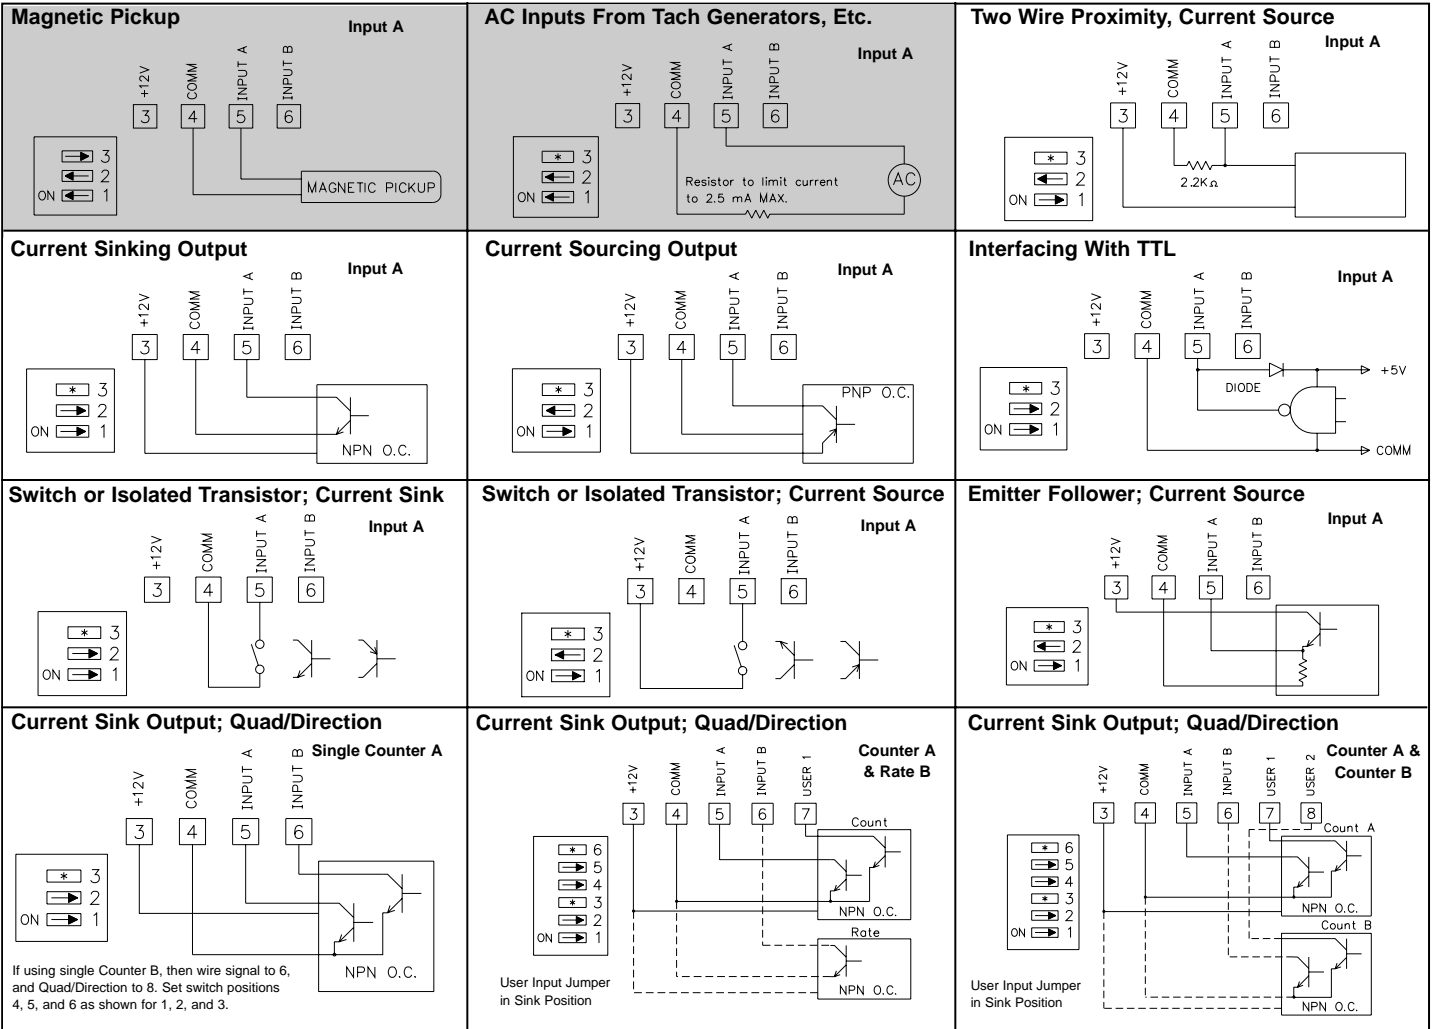 Magnetic Pickup
Input A
+12V
COMM
INPUT A
INPUT B
3 4 5 6
3
2
ON 1
MAGNETIC PICKUP
AC Inputs From Tach Generators, Etc.
Input A
+12V
COMM
INPUT A
INPUT B
3 4 5 6
* 3
2
ON 1
Resistor to limit current
to 2.5 mA MAX.
AC
Two Wire Proximity, Current Source
Input A
+12V
COMM
INPUT A
INPUT B
3 4 5 6
* 3
2
ON 1
2.2KΩ
Current Sinking Output
Input A
+12V
COMM
INPUT A
INPUT B
3 4 5 6
* 3
2
ON 1
NPN O.C.
Current Sourcing Output
Input A
+12V
COMM
INPUT A
INPUT B
3 4 5 6
* 3
2
ON 1
PNP O.C.
Interfacing With TTL
Input A
+12V
COMM
INPUT A
INPUT B
3 4 5 6
* 3
2
ON 1
DIODE
+5V
COMM
Switch or Isolated Transistor; Current Sink
Input A
+12V
COMM
INPUT A
INPUT B
3 4 5 6
* 3
2
ON 1
Switch or Isolated Transistor; Current Source
Input A
+12V
COMM
INPUT A
INPUT B
3 4 5 6
* 3
2
ON 1
Emitter Follower; Current Source
Input A
+12V
COMM
INPUT A
INPUT B
3 4 5 6
* 3
2
ON 1
Current Sink Output; Quad/Direction
Single Counter A
+12V
COMM
INPUT A
INPUT B
3 4 5 6
* 3
2
ON 1
NPN O.C.
If using single Counter B, then wire signal to 6,
and Quad/Direction to 8. Set switch positions
4, 5, and 6 as shown for 1, 2, and 3.
Current Sink Output; Quad/Direction
Counter A
& Rate B
+12V
COMM
INPUT A
INPUT B
USER 1
3 4 5 6 7
Count
* 6
5
4
* 3
2
ON 1
NPN O.C.
Rate
NPN O.C.
User Input Jumper
in Sink Position
Current Sink Output; Quad/Direction
Counter A &
Counter B
+12V
COMM
INPUT A
INPUT B
USER 1
USER 2
3 4 5 6 7 8
Count A
* 6
5
4
* 3
2
ON 1
NPN O.C.
Count B
NPN O.C.
User Input Jumper
in Sink Position